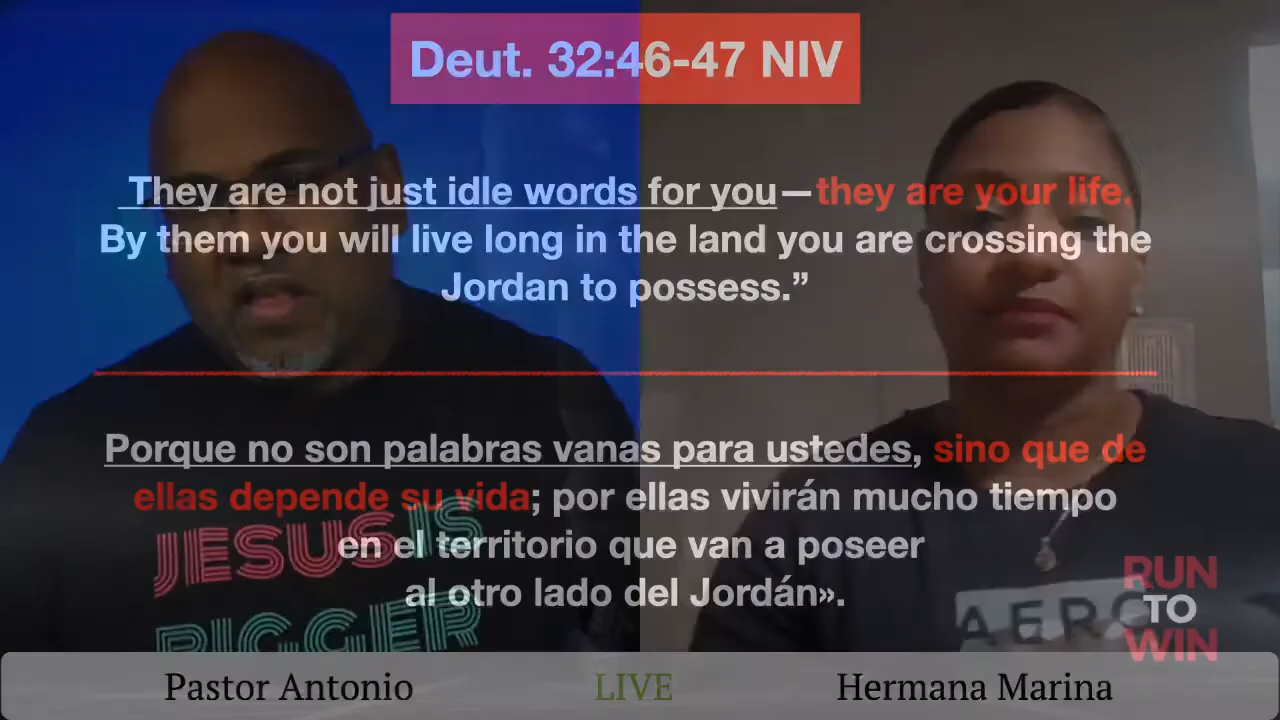 Deut. 32:46-47 NIV
They are not just idle words for you—they are your life.
By them you will live long in the land you are crossing the
Jordan to possess.”
Porque no son palabras vanas para ustedes, sino que de
ellas depende su vida; por ellas vivirán mucho tiempo
en el territorio que van a poseer
al otro lado del Jordán».
JESUS IS
BIGGER
AERO
RUN
TO
WIN
Pastor Antonio
LIVE
Hermana Marina